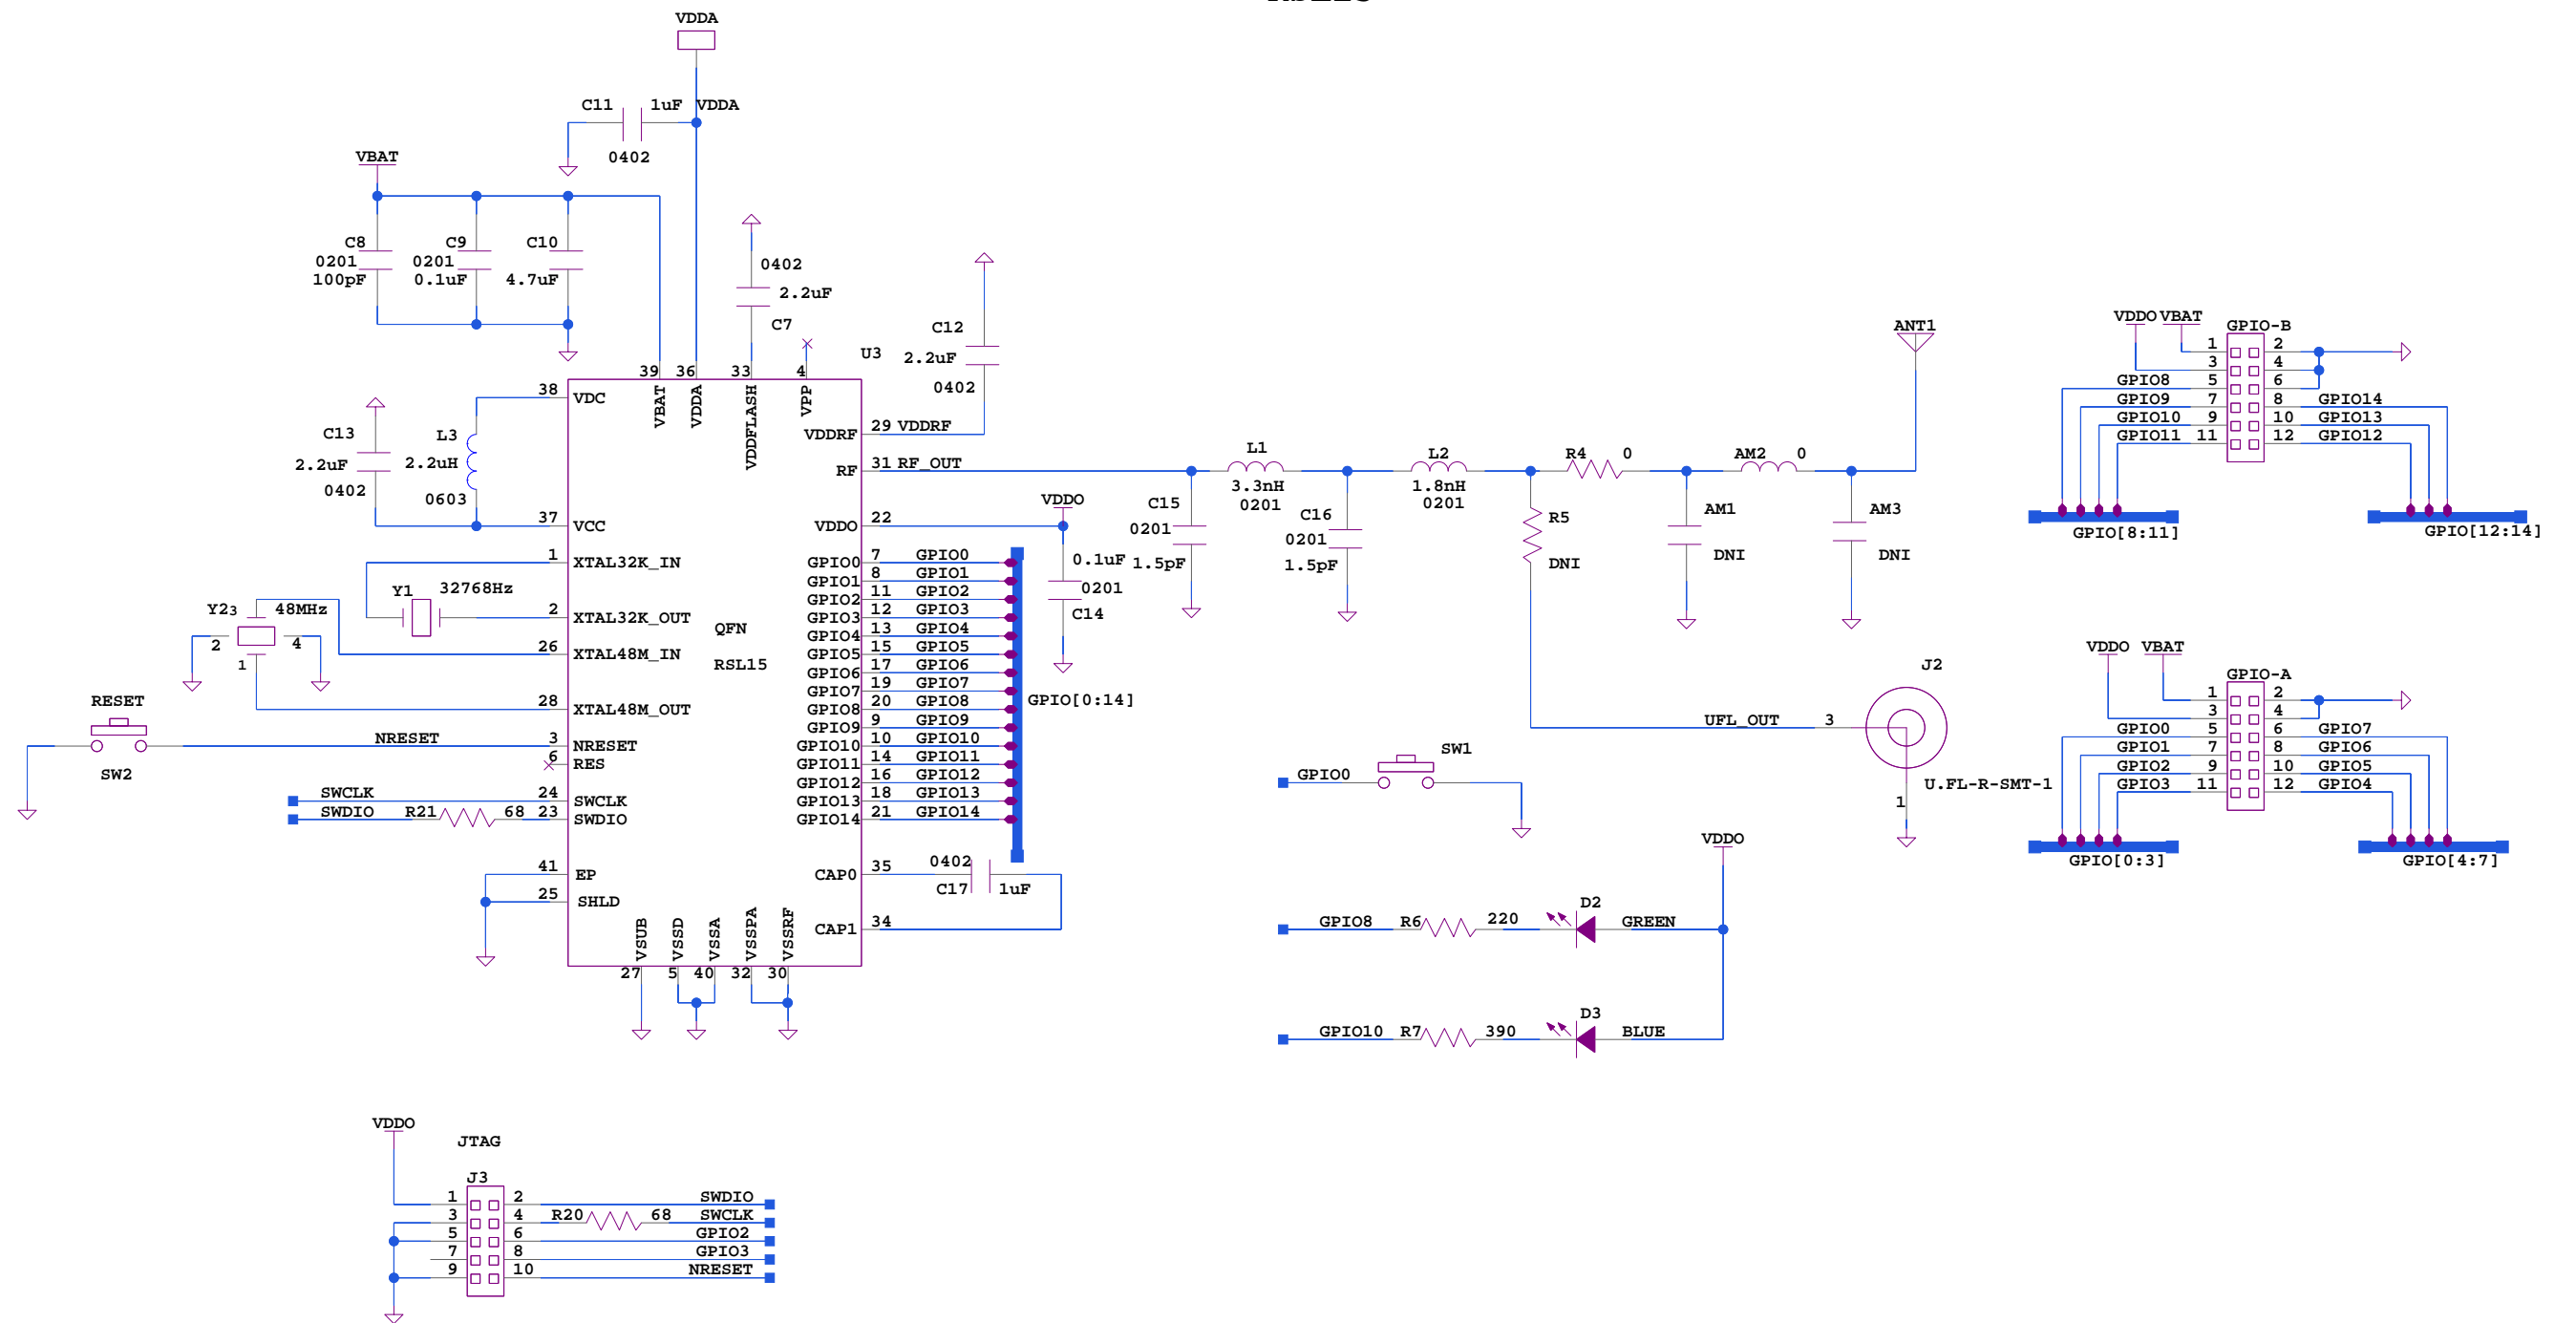 VDDA
C11 1uF VDDA
0402
VBAT
C8
0201
100pF
C9
0201
0.1uF
C10
4.7uF
0402
2.2uF
C7
C12
2.2uF
0402
U3
39 36 33 4
VBAT VDDA VDDFLASH VPP
38 VDC
C13
2.2uF
0402
L3
2.2uH
0603
37 VCC
1 XTAL32K_IN
Y1 32768Hz
2 XTAL32K_OUT
Y2 3 48MHz
2 4
1
26 XTAL48M_IN
28 XTAL48M_OUT
QFN
RSL15
RESET
SW2
NRESET 3 NRESET
6 RES
SWCLK 24 SWCLK
SWDIO R21 68 23 SWDIO
41 EP
25 SHLD
VSUB VSSD VSSA VSSPA VSSRF
27 5 40 32 30
VDDRF 29 VDDRF
RF 31 RF_OUT
VDDO 22
VDDO
0.1uF
0201
C14
GPIO0 7 GPIO0
GPIO1 8 GPIO1
GPIO2 11 GPIO2
GPIO3 12 GPIO3
GPIO4 13 GPIO4
GPIO5 15 GPIO5
GPIO6 17 GPIO6
GPIO7 19 GPIO7
GPIO8 20 GPIO8
GPIO9 9 GPIO9
GPIO10 10 GPIO10
GPIO11 14 GPIO11
GPIO12 16 GPIO12
GPIO13 18 GPIO13
GPIO14 21 GPIO14
GPIO[0:14]
CAP0 35
0402
C17 1uF
CAP1 34
C15
0201
1.5pF
L1
3.3nH
0201
C16
0201
1.5pF
L2
1.8nH
0201
R4 0
R5
DNI
AM1
DNI
AM2 0
AM3
DNI
ANT1
UFL_OUT 3
J2
U.FL-R-SMT-1
1
GPIO0
SW1
VDDO
GPIO8 R6 220 D2 GREEN
GPIO10 R7 390 D3 BLUE
VDDO VBAT GPIO-B
1 2
3 4
GPIO8 5 6
GPIO9 7 8 GPIO14
GPIO10 9 10 GPIO13
GPIO11 11 12 GPIO12
GPIO[8:11] GPIO[12:14]
VDDO VBAT
GPIO-A
1 2
3 4
GPIO0 5 6 GPIO7
GPIO1 7 8 GPIO6
GPIO2 9 10 GPIO5
GPIO3 11 12 GPIO4
GPIO[0:3] GPIO[4:7]
VDDO
JTAG
J3
1 2 SWDIO
3 4 R20 68 SWCLK
5 6 GPIO2
7 8 GPIO3
9 10 NRESET